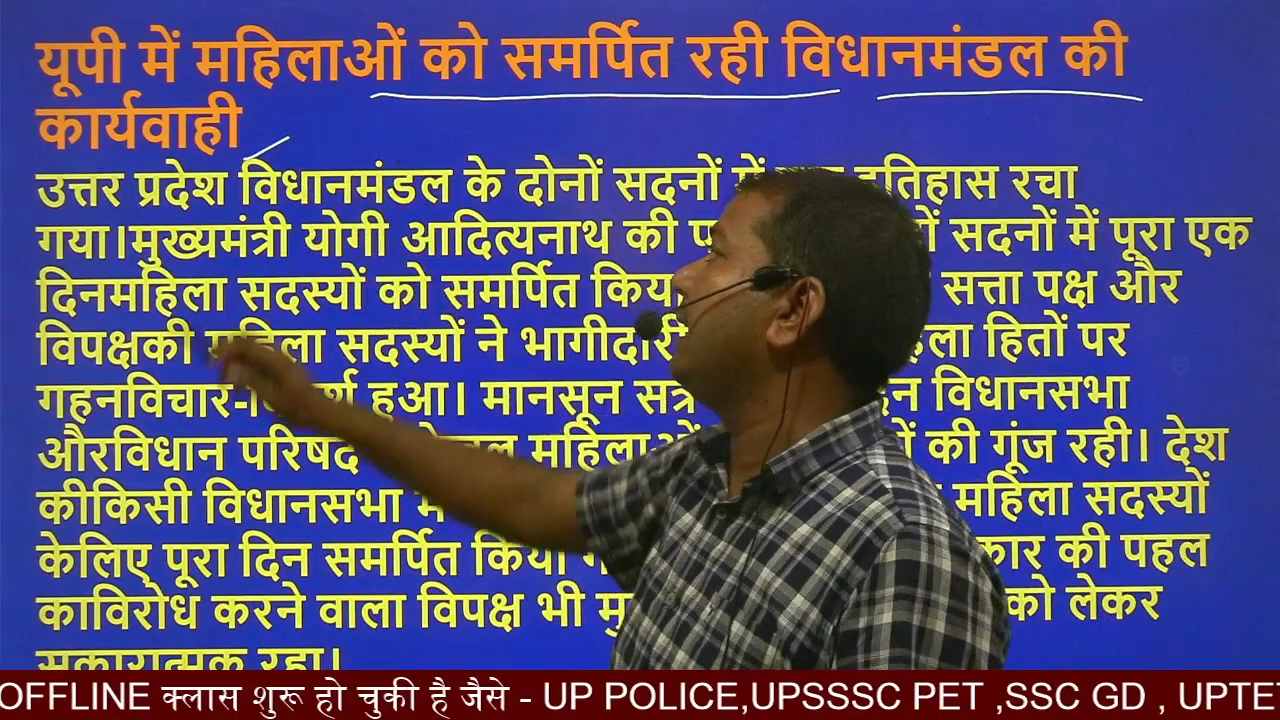 यूपी में महिलाओं को समर्पित रही विधानमंडल की
कार्यवाही
उत्तर प्रदेश विधानमंडल के दोनों सदनों में इतिहास रचा
गया।मुख्यमंत्री योगी आदित्यनाथ की सदनों में पूरा एक
दिनमहिला सदस्यों को समर्पित सत्ता पक्ष और
विपक्षकी महिला सदस्यों ने भागीदारी हितों पर
गहनविचार- हुआ। मानसून सत्र विधानसभा
औरविधान परिषद की गूंज रही। देश
कीकिसी विधानसभा महिला सदस्यों
केलिए पूरा दिन समर्पित किया की पहल
काविरोध करने वाला विपक्ष भी को लेकर
सकारात्मक रहा।
OFFLINE क्लास शुरू हो चुकी है जैसे - UP POLICE,UPSSSC PET ,SSC GD , UPTE